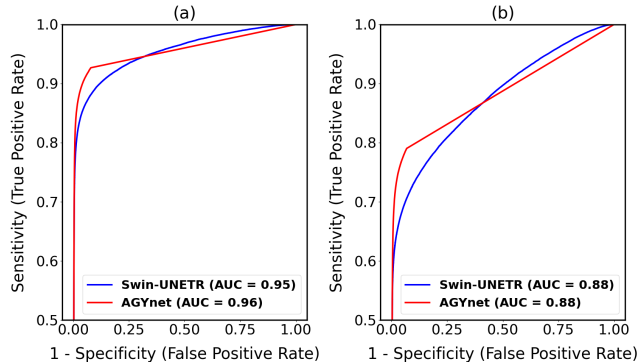 (a)
Sensitivity (True Positive Rate)
1.0
0.9
0.8
0.7
0.6
0.5
Swin-UNETR (AUC = 0.95)
AGYnet (AUC = 0.96)
0.00 0.25 0.50 0.75 1.00
1 - Specificity (False Positive Rate)
(b)
Sensitivity (True Positive Rate)
1.0
0.9
0.8
0.7
0.6
0.5
Swin-UNETR (AUC = 0.88)
AGYnet (AUC = 0.88)
0.00 0.25 0.50 0.75 1.00
1 - Specificity (False Positive Rate)